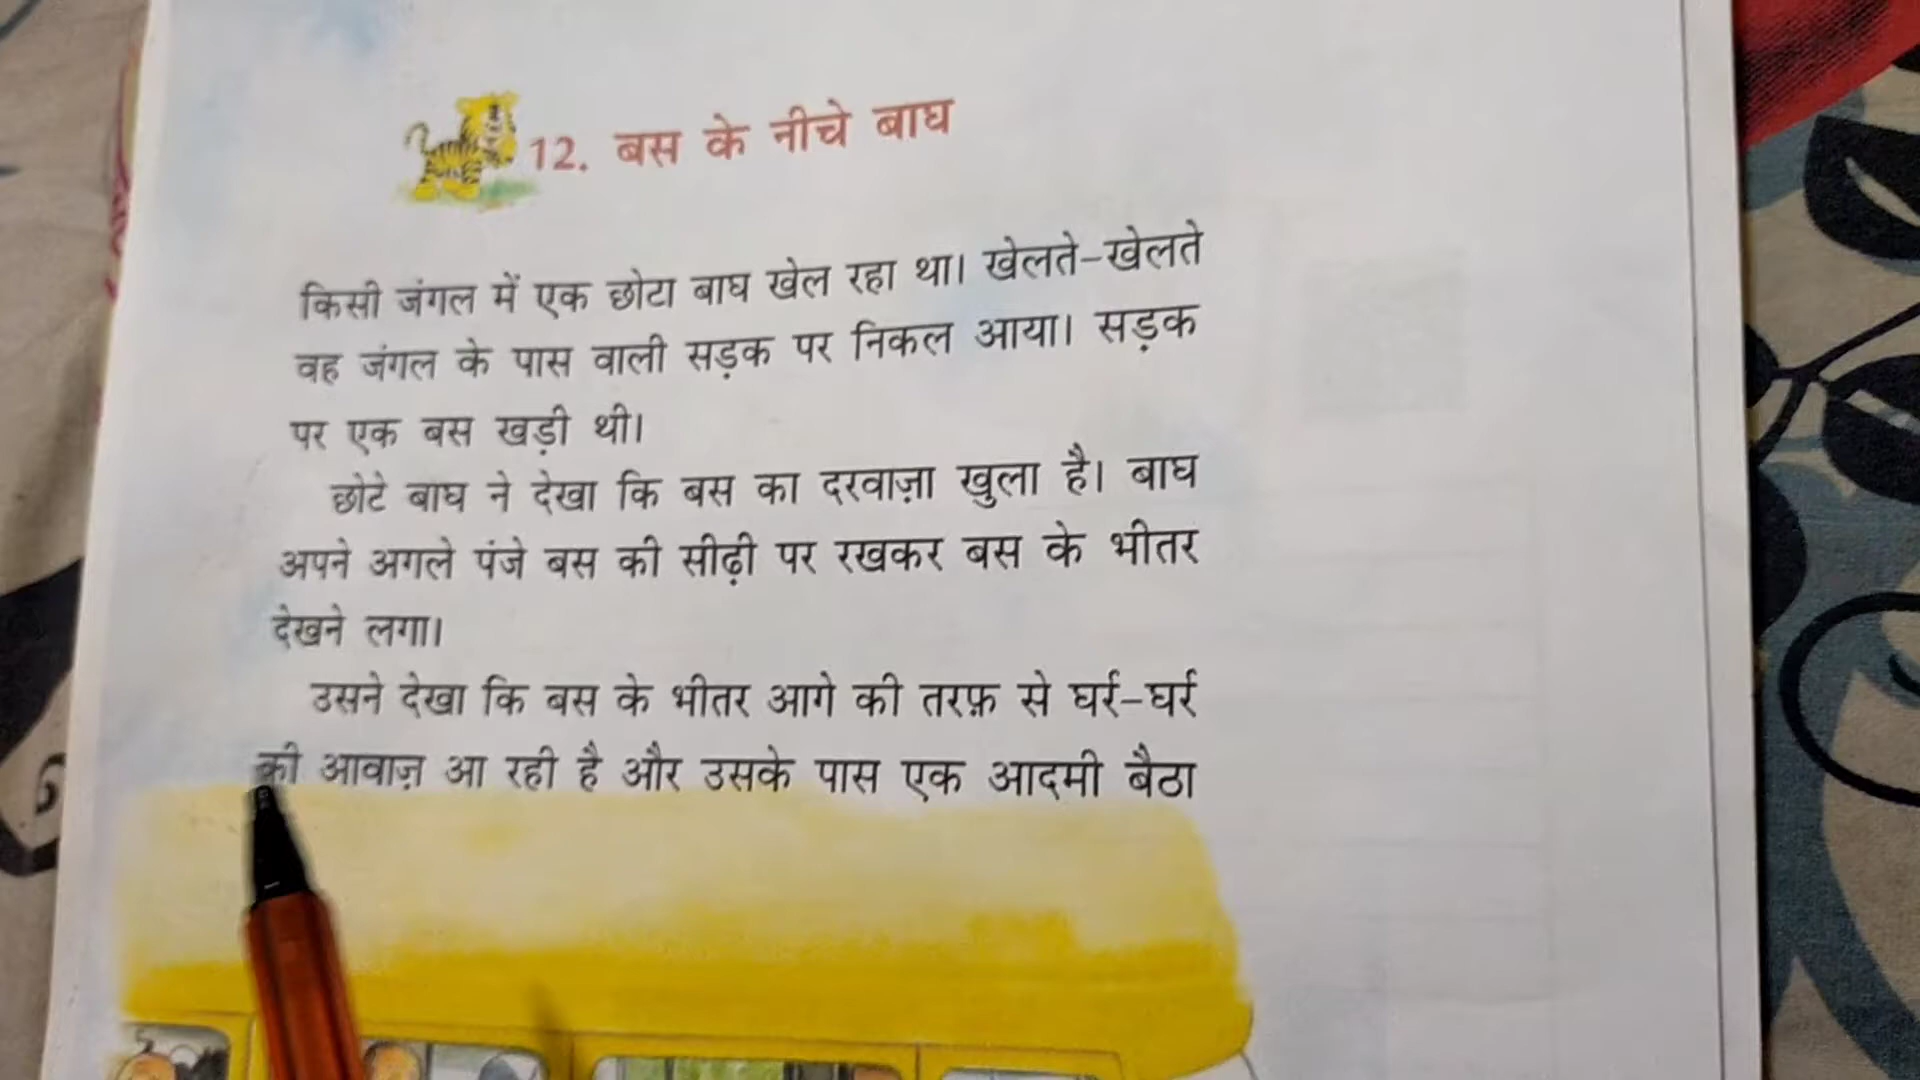 12. बस के नीचे बाघ
किसी जंगल में एक छोटा बाघ खेल रहा था। खेलते-खेलते
वह जंगल के पास वाली सड़क पर निकल आया। सड़क
पर एक बस खड़ी थी।
छोटे बाघ ने देखा कि बस का दरवाज़ा खुला है। बाघ
अपने अगले पंजे बस की सीढ़ी पर रखकर बस के भीतर
देखने लगा।
उसने देखा कि बस के भीतर आगे की तरफ़ से घर्र-घर्र
की आवाज़ आ रही है और उसके पास एक आदमी बैठा